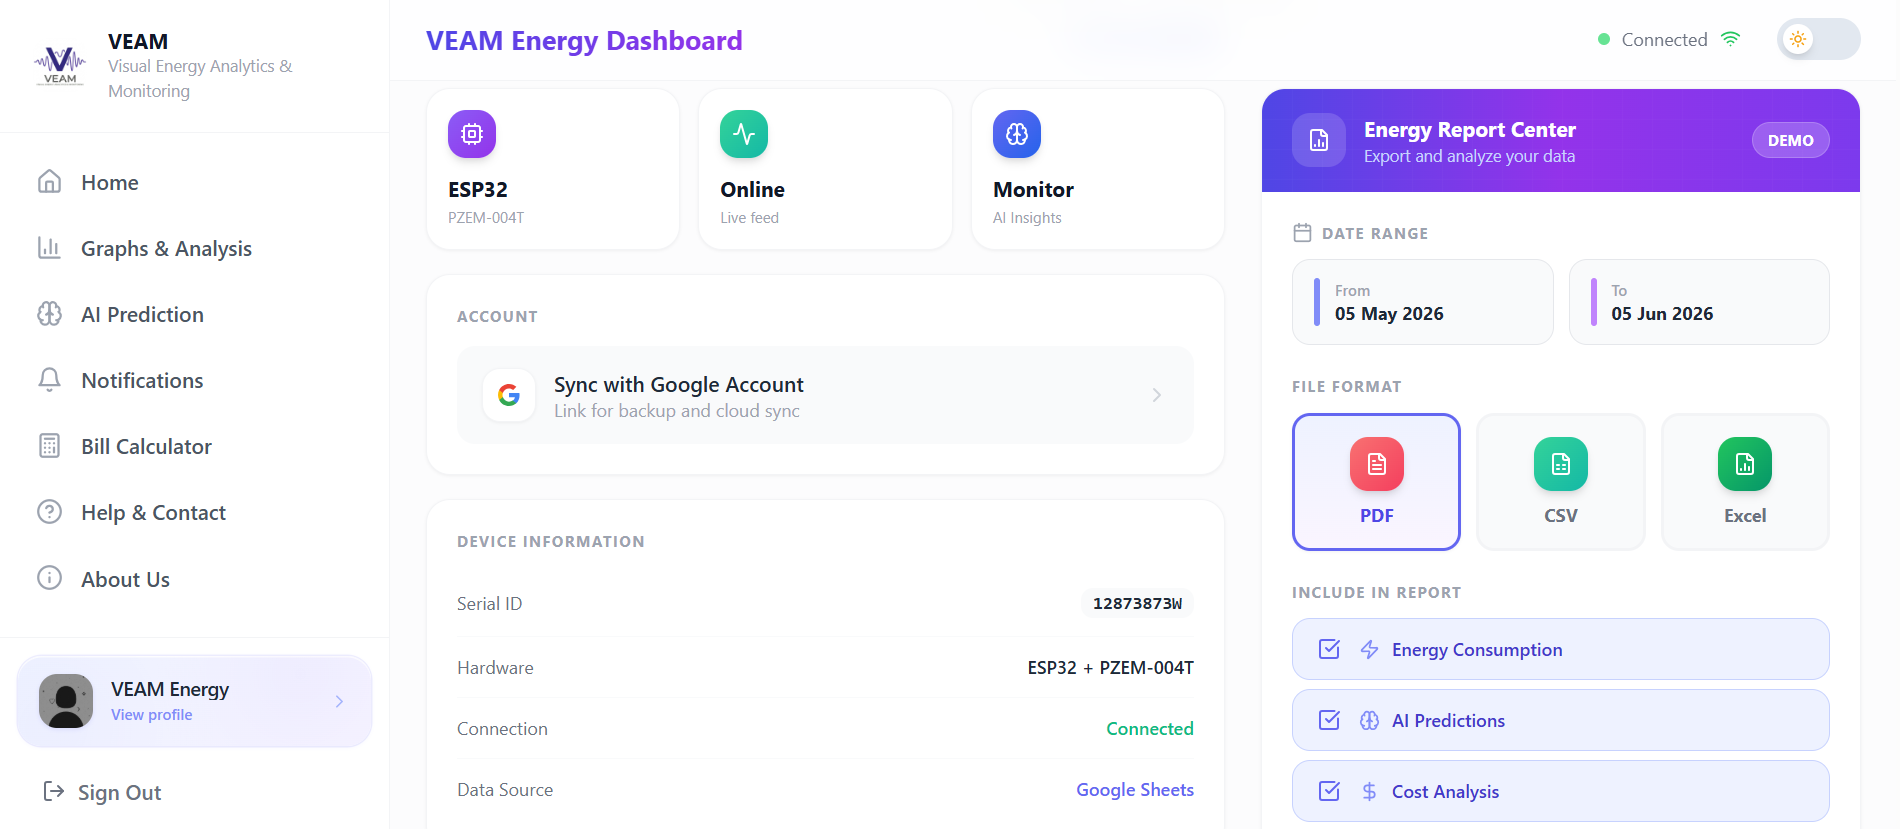 VEAM
VEAM
Visual Energy Analytics &
Monitoring
Home
Graphs & Analysis
AI Prediction
Notifications
Bill Calculator
Help & Contact
About Us
VEAM Energy
View profile
Sign Out
VEAM Energy Dashboard
Connected
ESP32
PZEM-004T
Online
Live feed
Monitor
AI Insights
ACCOUNT
Sync with Google Account
Link for backup and cloud sync
DEVICE INFORMATION
Serial ID
12873873W
Hardware
ESP32 + PZEM-004T
Connection
Connected
Data Source
Google Sheets
Energy Report Center
Export and analyze your data
DEMO
DATE RANGE
From
05 May 2026
To
05 Jun 2026
FILE FORMAT
PDF
CSV
Excel
INCLUDE IN REPORT
Energy Consumption
AI Predictions
Cost Analysis